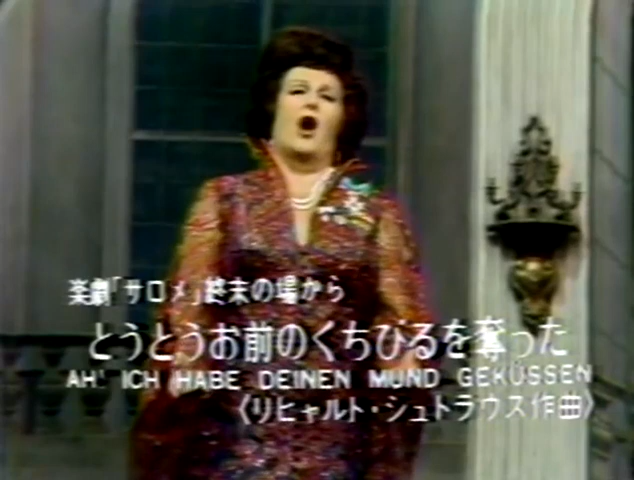 楽劇「サロメ」終末の場から
とうとうお前のくちびるを奪った
AH! ICH HABE DEINEN MUND GEKÜSSEN
〈リヒャルト・シュトラウス作曲〉